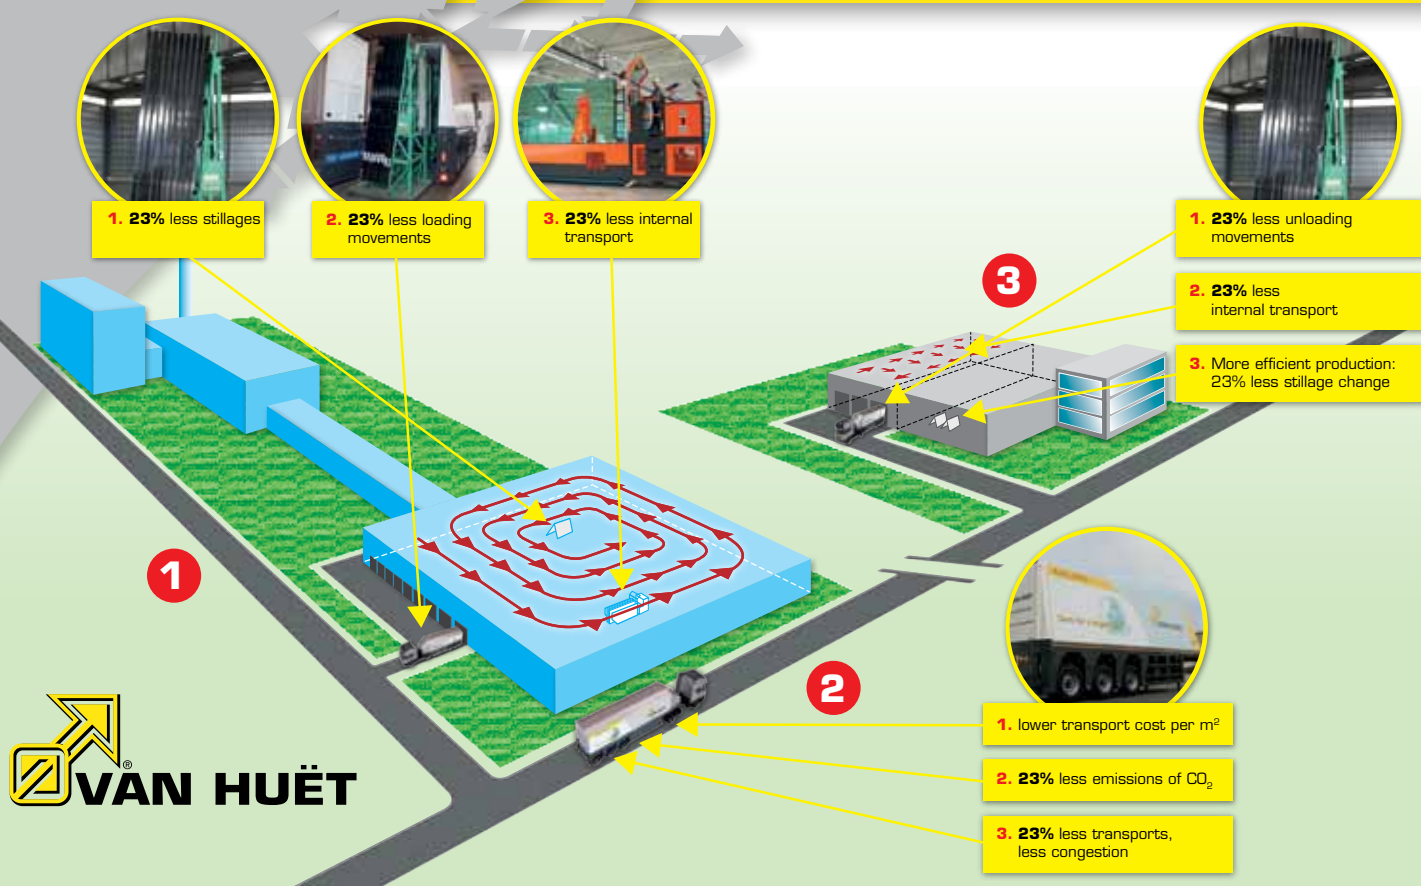 1. 23% less stillages
2. 23% less loading
movements
3. 23% less internal
transport
1. 23% less unloading
movements
2. 23% less
internal transport
3. More efficient production:
23% less stillage change
3
1
2
1. lower transport cost per m²
2. 23% less emissions of CO₂
3. 23% less transports,
less congestion
VAN HUËT®